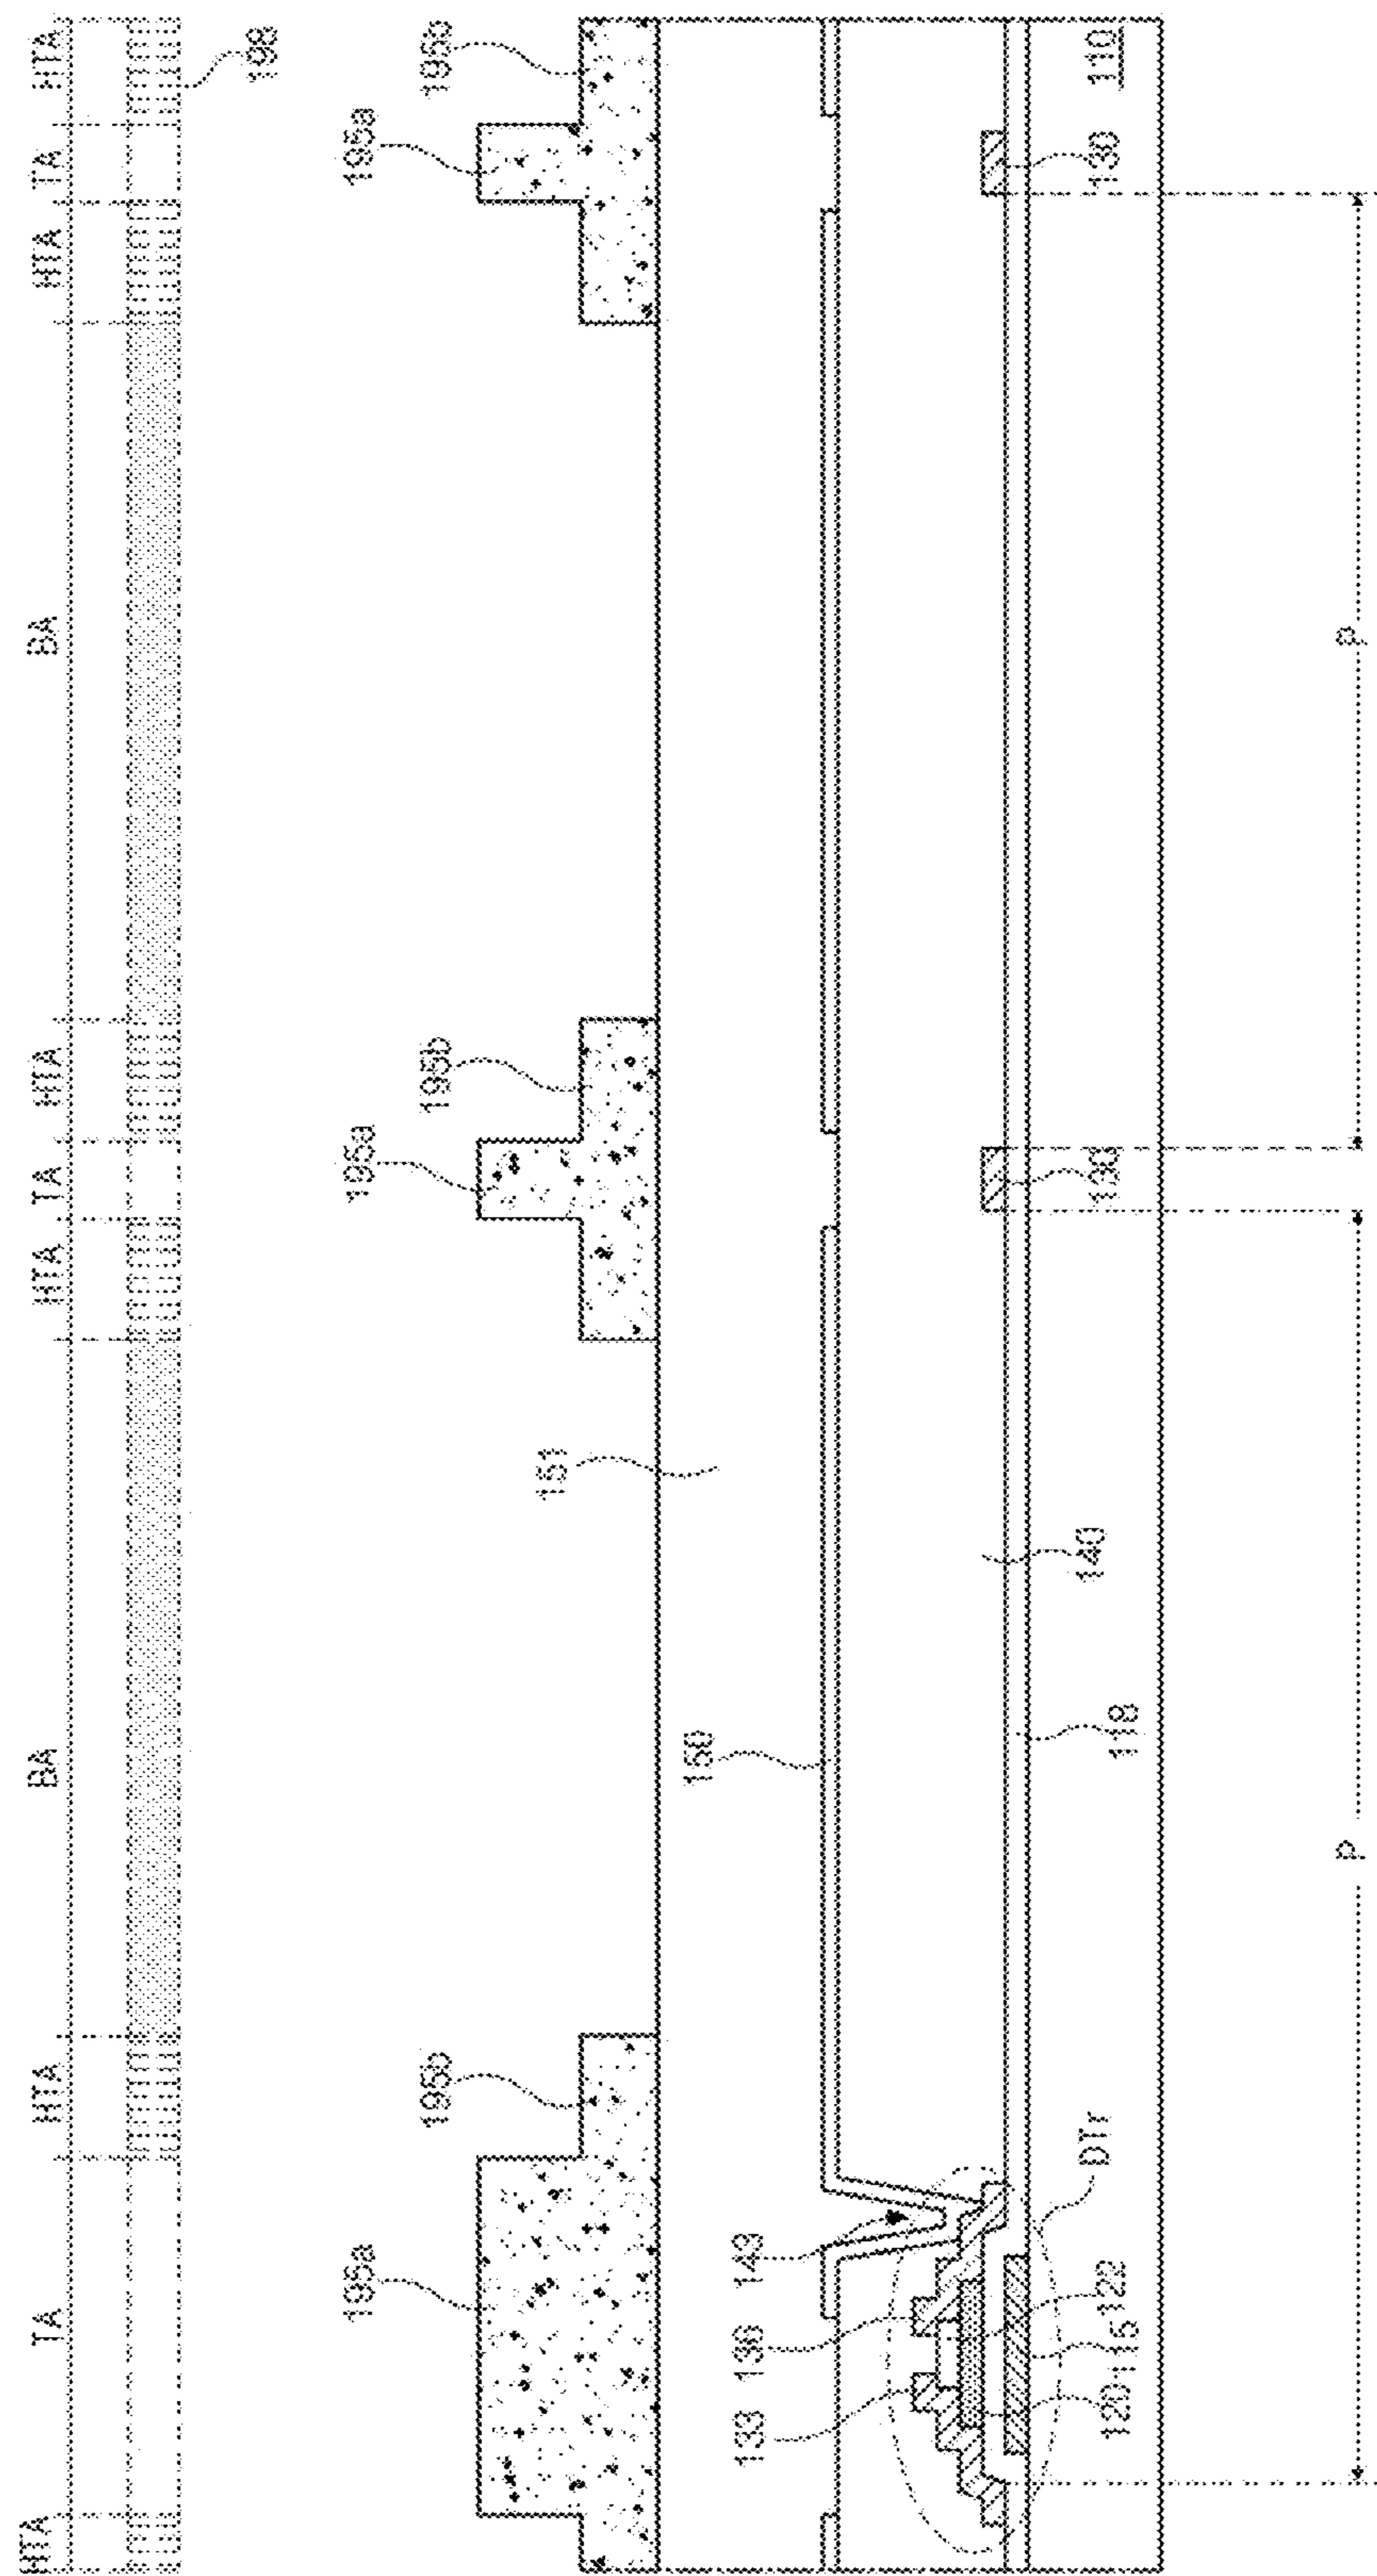 HTA TA HTA BA HTA TA HTA BA HTA TA HTA
198
195a 195a 195a
195b 195b 195b
151
150
133 136 143
DTr 140 130 130 110
120 115 122 118
P P